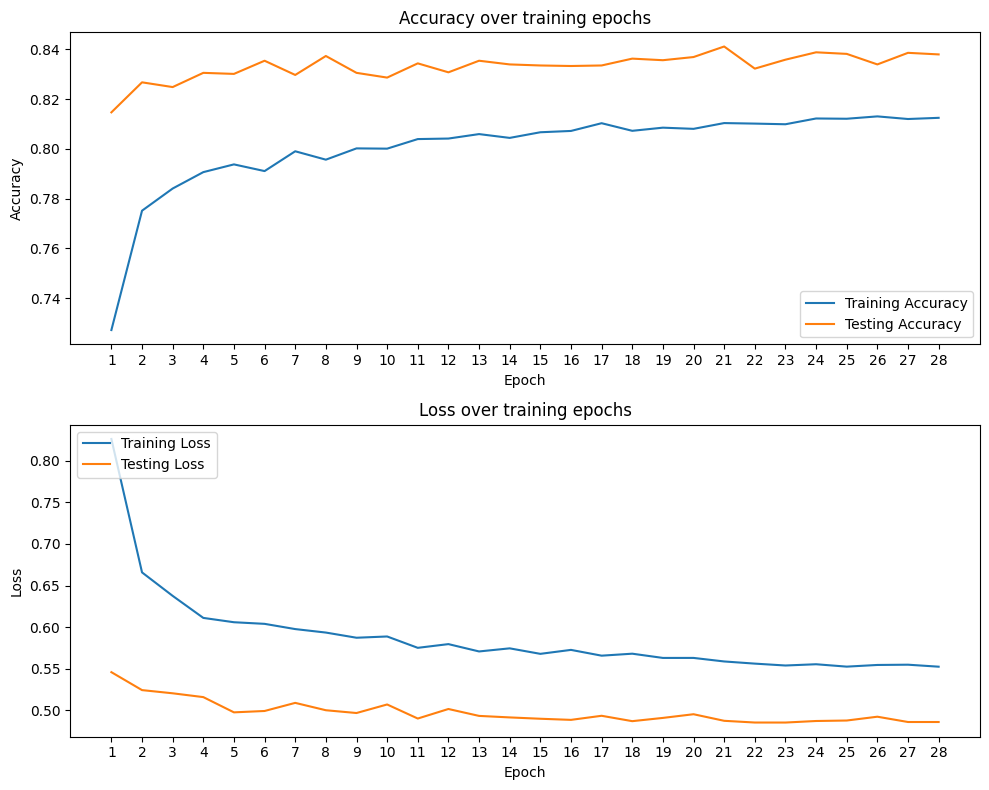 Accuracy over training epochs
0.84
0.82
0.80
0.78
0.76
0.74
Accuracy
Training Accuracy
Testing Accuracy
1 2 3 4 5 6 7 8 9 10 11 12 13 14 15 16 17 18 19 20 21 22 23 24 25 26 27 28
Epoch
Loss over training epochs
Training Loss
Testing Loss
0.80
0.75
0.70
0.65
0.60
0.55
0.50
Loss
1 2 3 4 5 6 7 8 9 10 11 12 13 14 15 16 17 18 19 20 21 22 23 24 25 26 27 28
Epoch